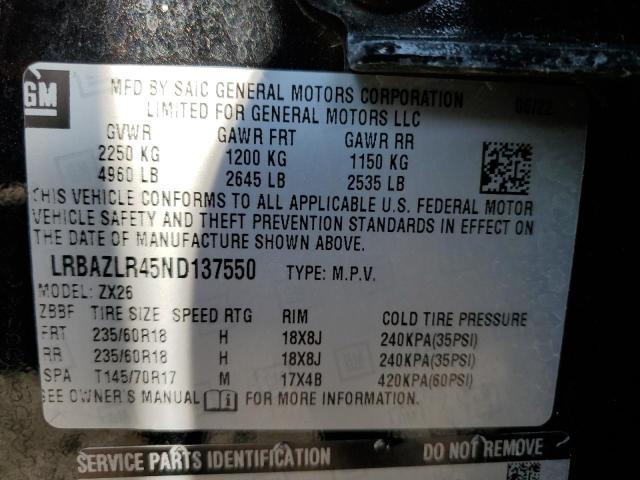 GM
MFD BY SAIC GENERAL MOTORS CORPORATION
LIMITED FOR GENERAL MOTORS LLC 06/22
GVWR GAWR FRT GAWR RR
2250 KG 1200 KG 1150 KG
4960 LB 2645 LB 2535 LB
THIS VEHICLE CONFORMS TO ALL APPLICABLE U.S. FEDERAL MOTOR
VEHICLE SAFETY AND THEFT PREVENTION STANDARDS IN EFFECT ON
THE DATE OF MANUFACTURE SHOWN ABOVE.
LRBAZLR45ND137550 TYPE: M.P.V.
MODEL: ZX26
ZBBF TIRE SIZE SPEED RTG RIM COLD TIRE PRESSURE
FRT 235/60R18 H 18X8J 240KPA(35PSI)
RR 235/60R18 H 18X8J 240KPA(35PSI)
SPA T145/70R17 M 17X4B 420KPA(60PSI)
SEE OWNER'S MANUAL FOR MORE INFORMATION.
SERVICE PARTS IDENTIFICATION DO NOT REMOVE